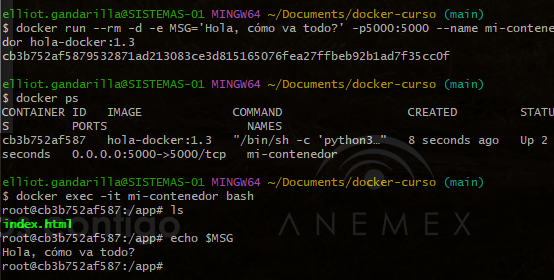 elliot.gandarilla@SISTEMAS-01 MINGW64 ~/Documents/docker-curso (main)
$ docker run --rm -d -e MSG='Hola, cómo va todo?' -p5000:5000 --name mi-contene
dor hola-docker:1.3
cb3b752af5879532871ad213083ce3d815165076fea27ffbeb92b1ad7f35cc0f
elliot.gandarilla@SISTEMAS-01 MINGW64 ~/Documents/docker-curso (main)
$ docker ps
CONTAINER ID   IMAGE             COMMAND                  CREATED         STATU
S       PORTS                    NAMES
cb3b752af587   hola-docker:1.3   "/bin/sh -c 'python3…"   8 seconds ago   Up 2
seconds   0.0.0.0:5000->5000/tcp   mi-contenedor
elliot.gandarilla@SISTEMAS-01 MINGW64 ~/Documents/docker-curso (main)
$ docker exec -it mi-contenedor bash
root@cb3b752af587:/app# ls
index.html
root@cb3b752af587:/app# echo $MSG
Hola, cómo va todo?
root@cb3b752af587:/app#
ANEMEX